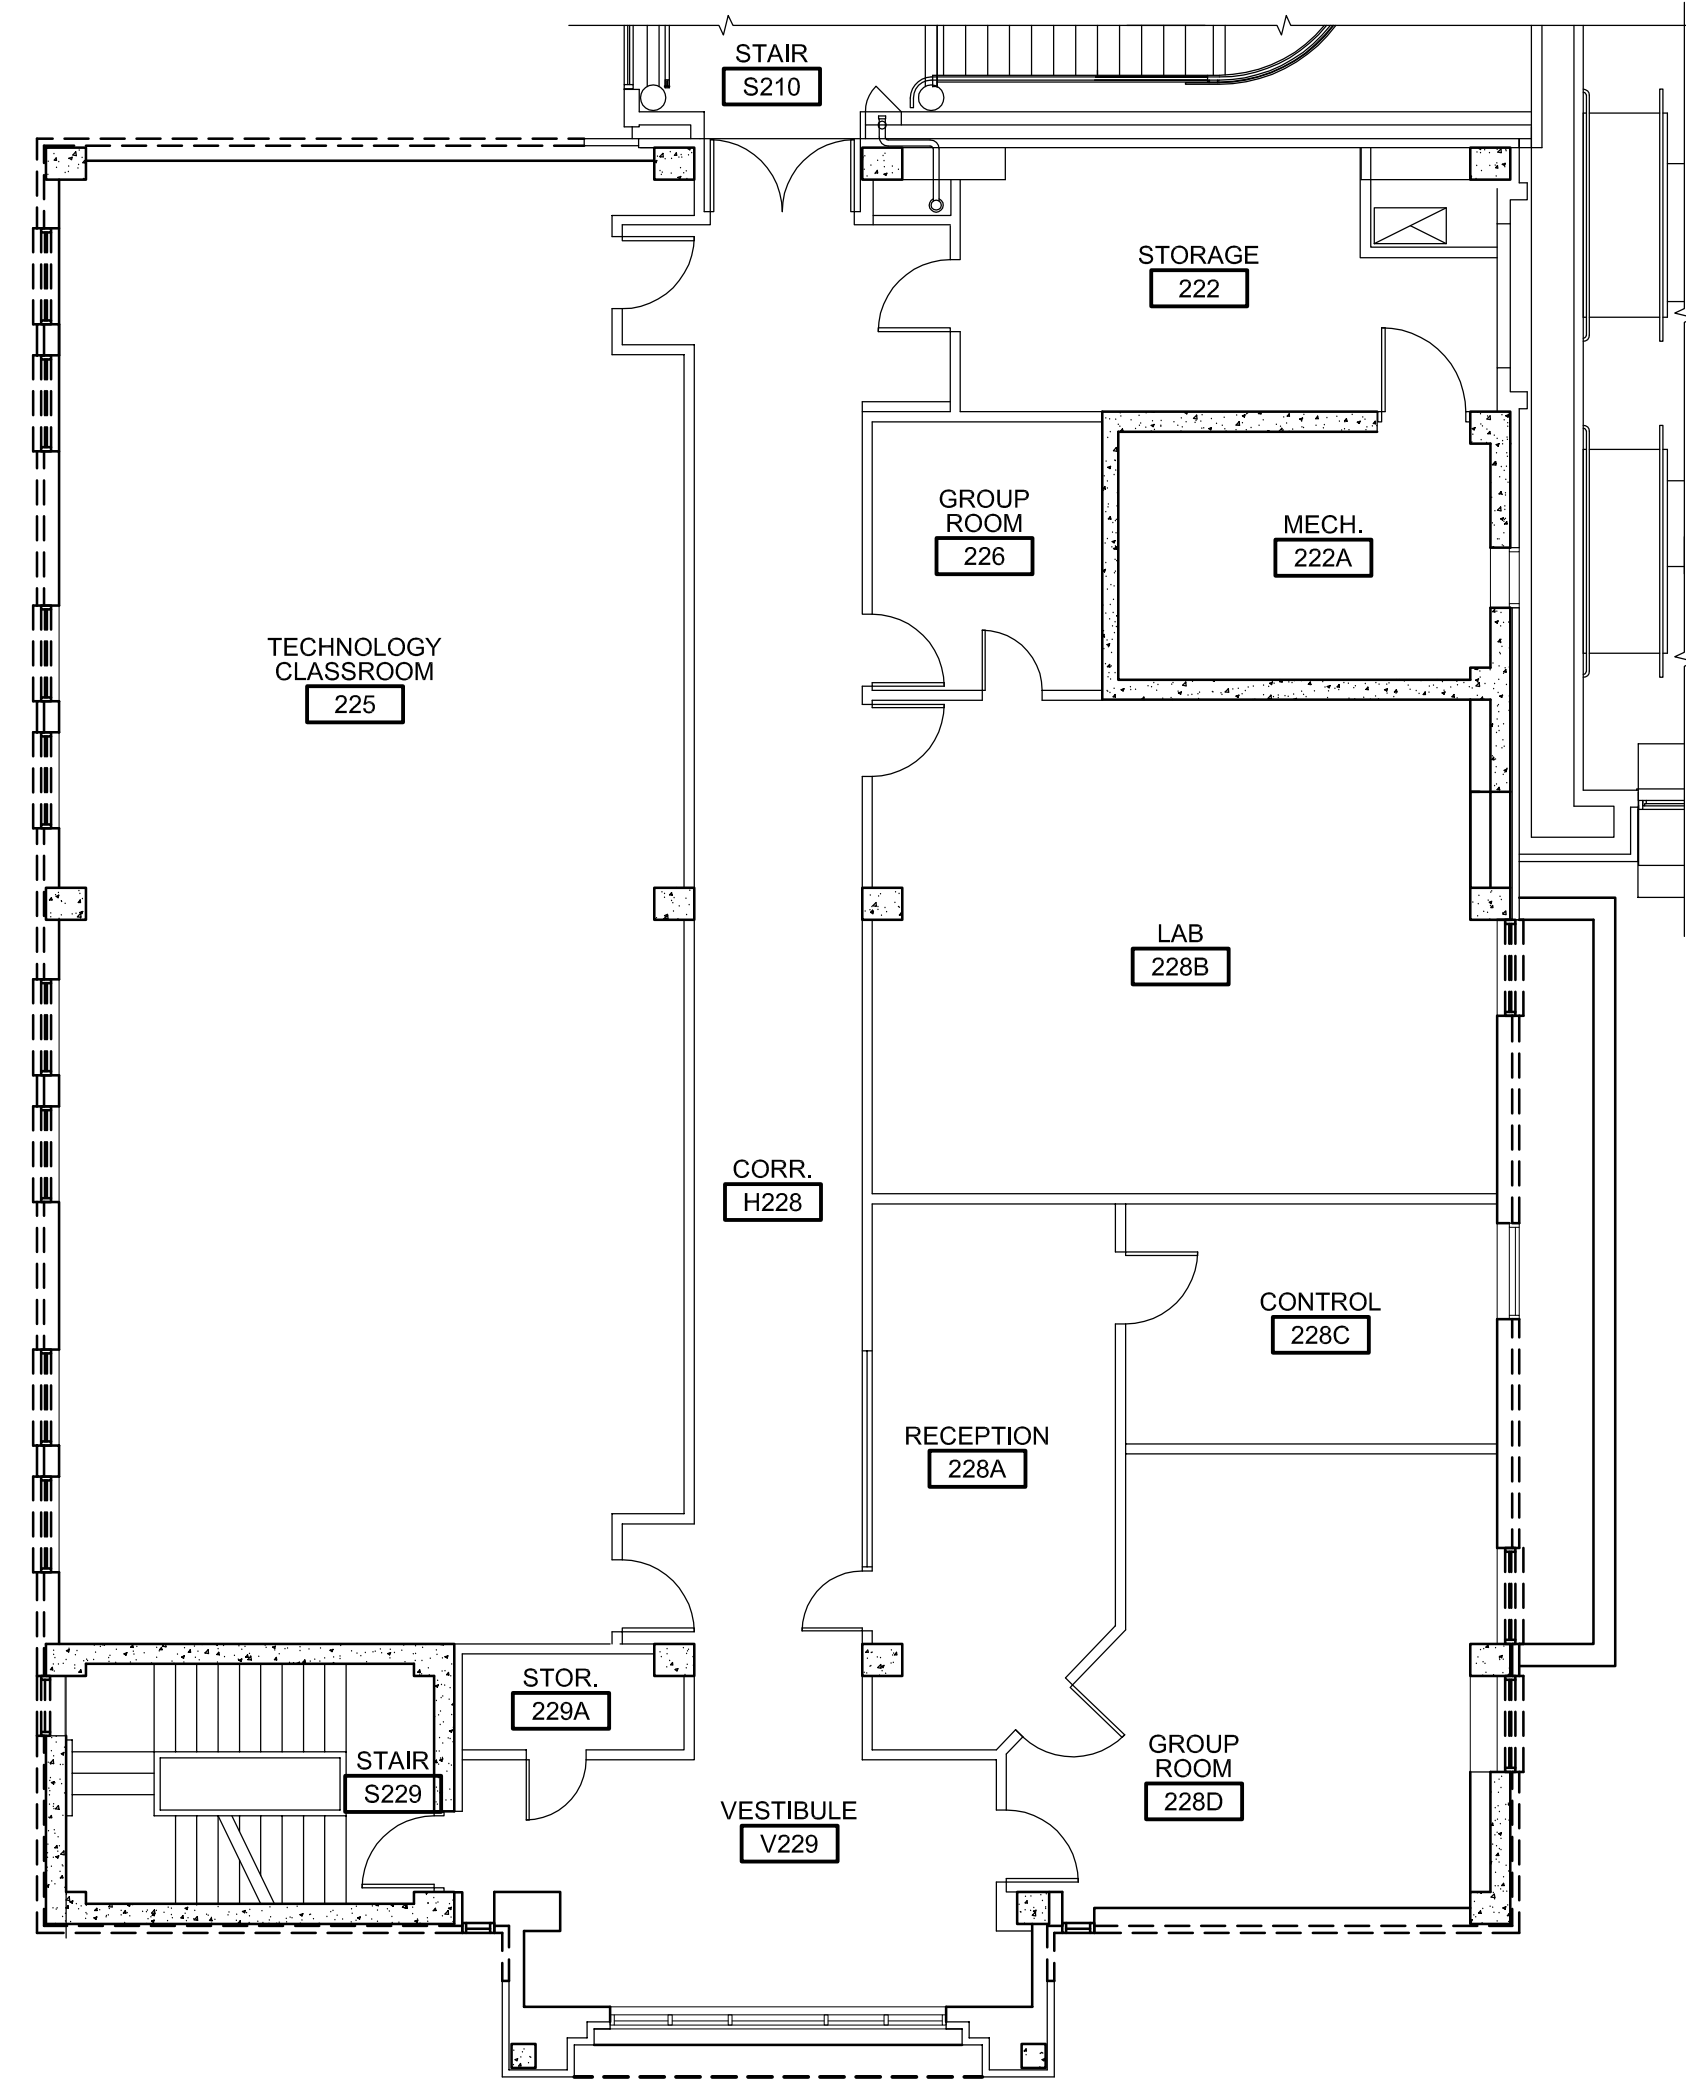 STAIR
S210
STORAGE
222
GROUP
ROOM
226
MECH.
222A
TECHNOLOGY
CLASSROOM
225
LAB
228B
CORR.
H228
CONTROL
228C
RECEPTION
228A
STOR.
229A
STAIR
S229
GROUP
ROOM
228D
VESTIBULE
V229